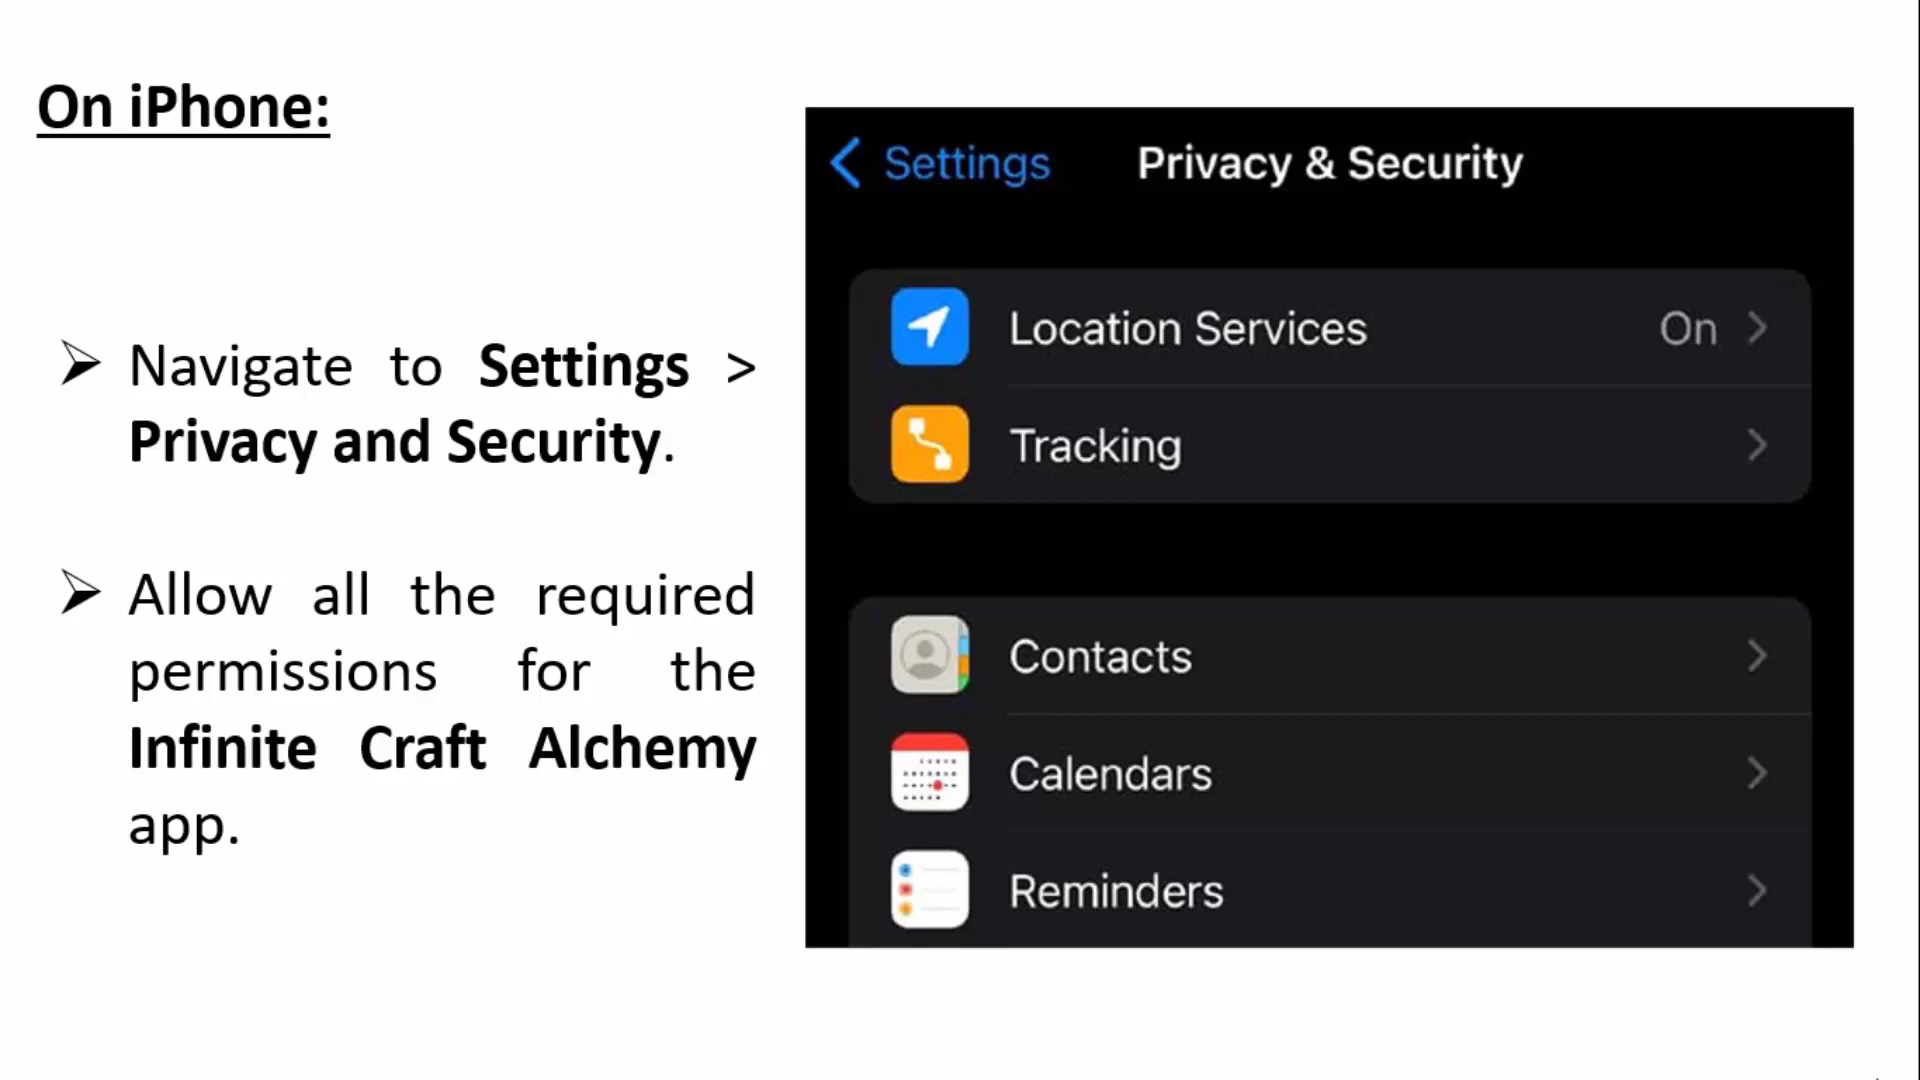 On iPhone:
➢ Navigate to Settings >
Privacy and Security.
➢ Allow all the required
permissions for the
Infinite Craft Alchemy
app.
Settings Privacy & Security
Location Services On
Tracking
Contacts
Calendars
Reminders